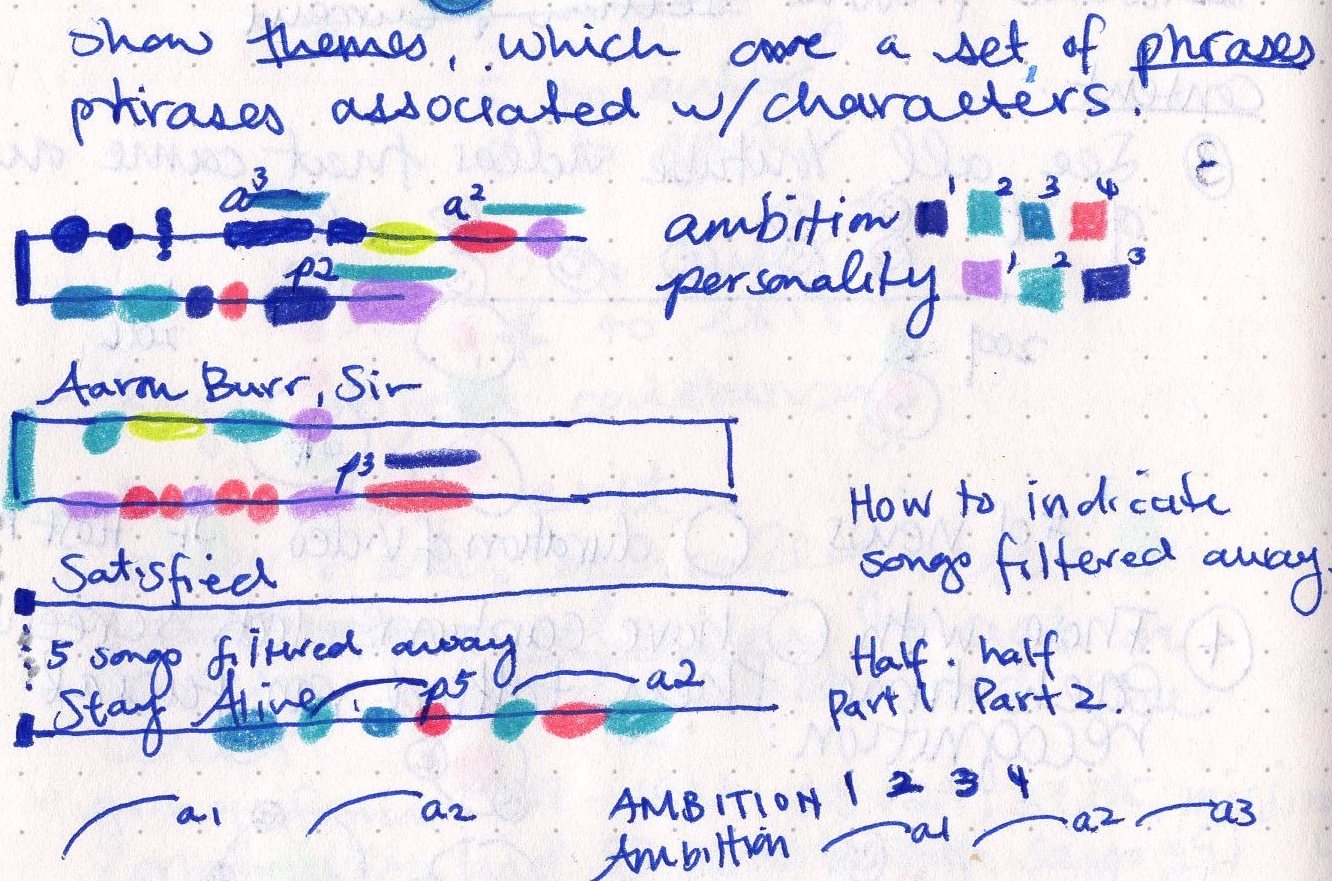 show themes, which are a set of phrases
phrases associated w/characters.
a³ a²
ambition 1 2 3 4
p2
personality 1 2 3
Aaron Burr, Sir
p3
How to indicate
songs filtered away.
Satisfied
5 songs filtered away
Half . half
Stay Alive. p5 a2
Part 1 Part 2.
a1 a2
AMBITION 1 2 3 4
Ambition a1 a2 a3